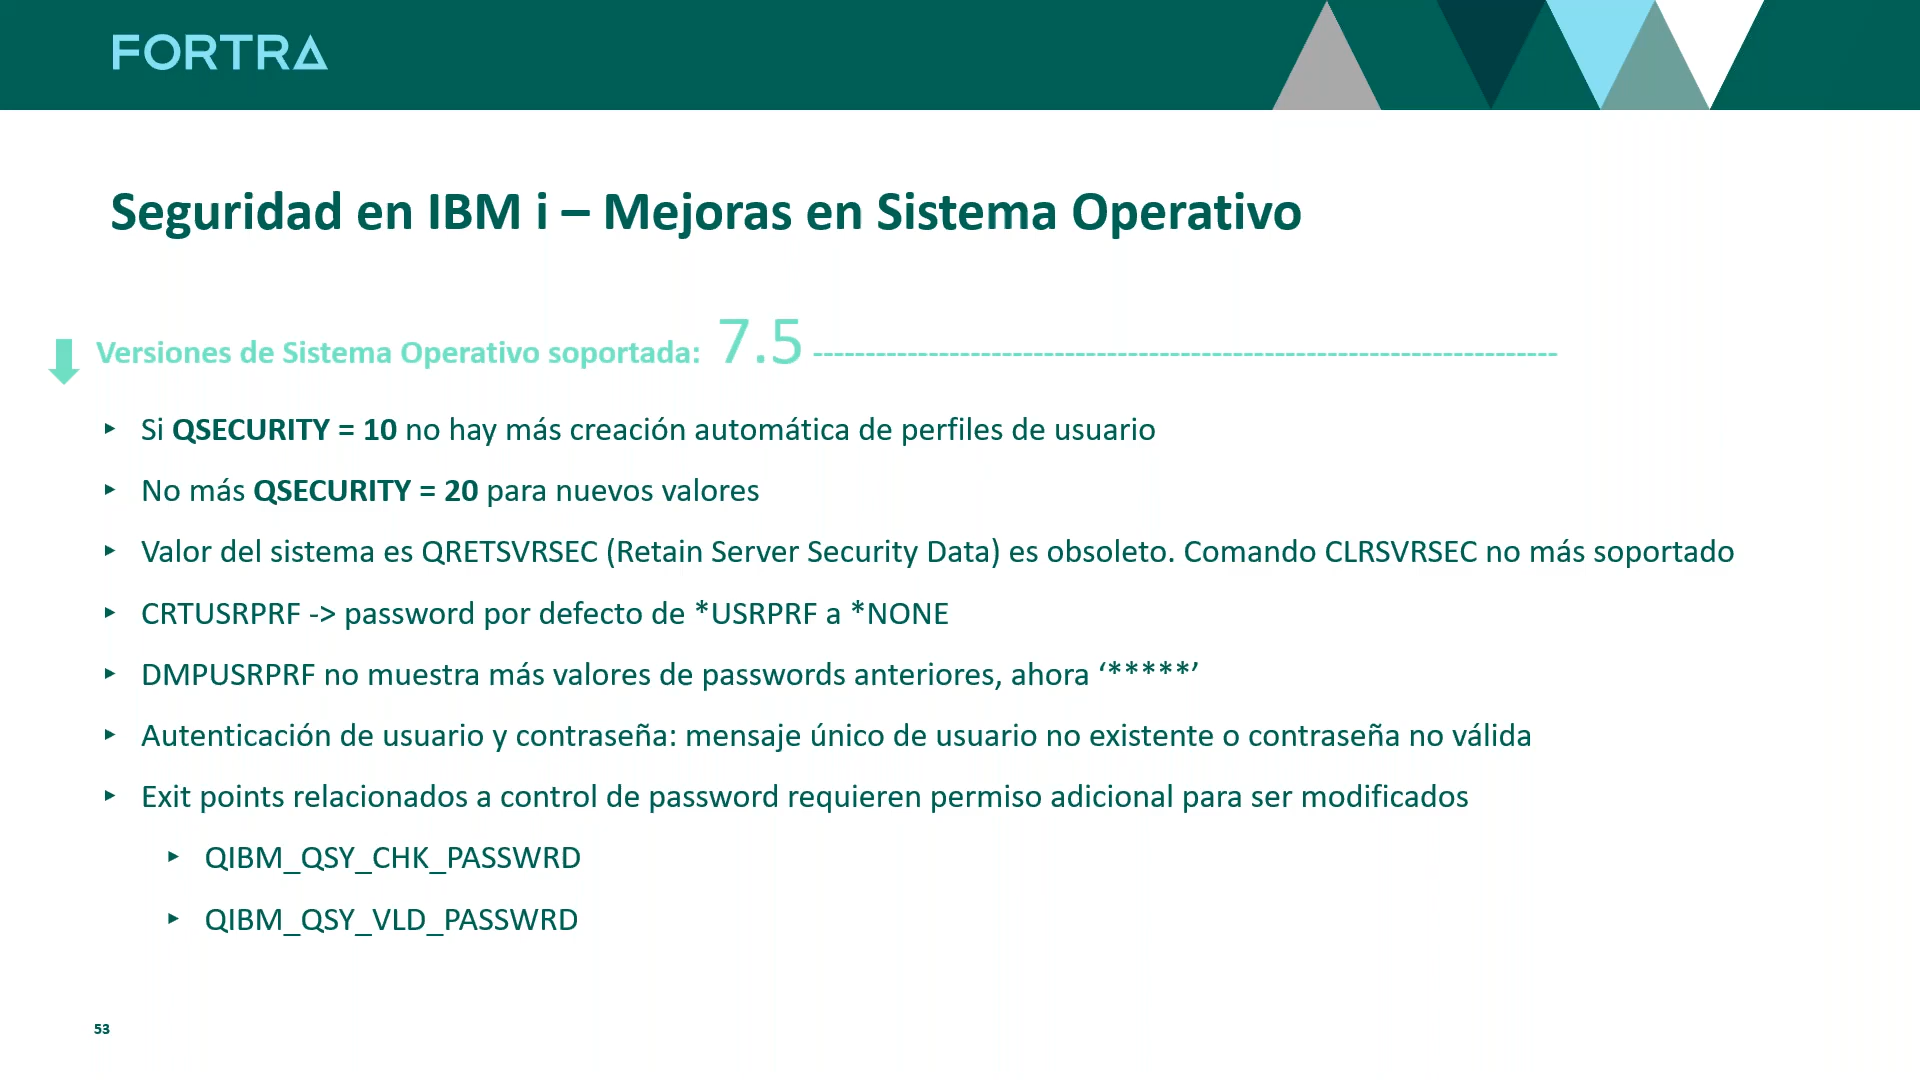 FORTRA
Seguridad en IBM i – Mejoras en Sistema Operativo
Versiones de Sistema Operativo soportada: 7.5 -----------------------------------------------------------------------
‣ Si QSECURITY = 10 no hay más creación automática de perfiles de usuario
‣ No más QSECURITY = 20 para nuevos valores
‣ Valor del sistema es QRETSVRSEC (Retain Server Security Data) es obsoleto. Comando CLRSVRSEC no más soportado
‣ CRTUSRPRF -> password por defecto de *USRPRF a *NONE
‣ DMPUSRPRF no muestra más valores de passwords anteriores, ahora ‘*****’
‣ Autenticación de usuario y contraseña: mensaje único de usuario no existente o contraseña no válida
‣ Exit points relacionados a control de password requieren permiso adicional para ser modificados
‣ QIBM_QSY_CHK_PASSWRD
‣ QIBM_QSY_VLD_PASSWRD
53